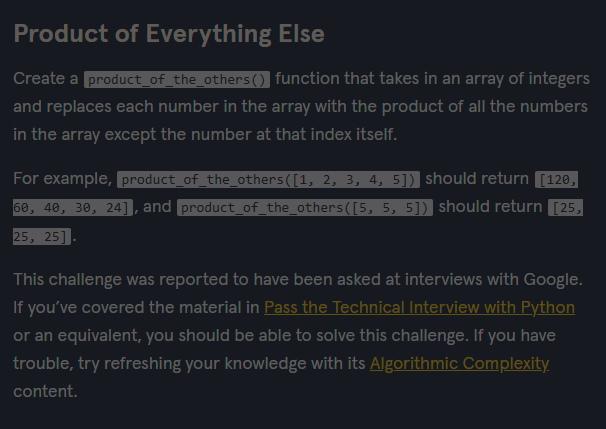 Product of Everything Else
Create a product_of_the_others() function that takes in an array of integers
and replaces each number in the array with the product of all the numbers
in the array except the number at that index itself.
For example, product_of_the_others([1, 2, 3, 4, 5]) should return [120,
60, 40, 30, 24], and product_of_the_others([5, 5, 5]) should return [25,
25, 25].
This challenge was reported to have been asked at interviews with Google.
If you’ve covered the material in Pass the Technical Interview with Python
or an equivalent, you should be able to solve this challenge. If you have
trouble, try refreshing your knowledge with its Algorithmic Complexity
content.